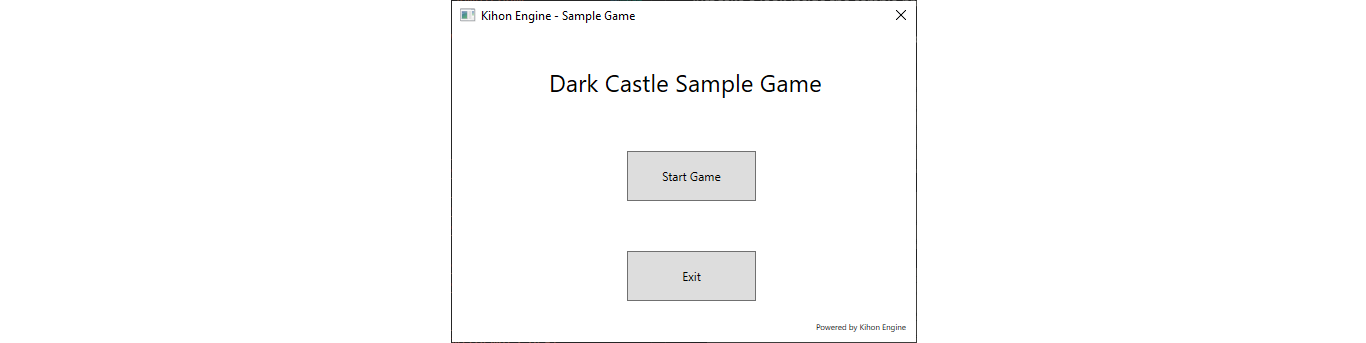 Kihon Engine - Sample Game
Dark Castle Sample Game
Start Game
Exit
Powered by Kihon Engine